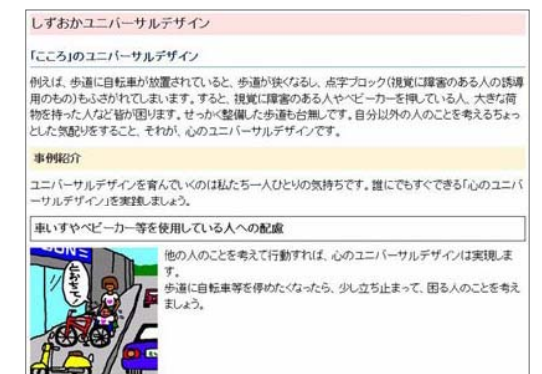 しずおかユニバーサルデザイン
「こころ」のユニバーサルデザイン
例えば、歩道に自転車が放置されていると、歩道が狭くなるし、点字ブロック(視覚に障害のある人の誘導
用のもの)もふさがれてしまいます。すると、視覚に障害のある人やベビーカーを押している人、大きな荷
物を持った人など皆が困ります。せっかく整備した歩道も台無しです。自分以外の人のことを考えるちょっ
とした気配りをすること、それが、心のユニバーサルデザインです。
事例紹介
ユニバーサルデザインを育んでいくのは私たち一人ひとりの気持ちです。誰にでもすぐできる「心のユニバ
ーサルデザイン」を実践しましょう。
車いすやベビーカー等を使用している人への配慮
他の人のことを考えて行動すれば、心のユニバーサルデザインは実現しま
す。
歩道に自転車等を停めたくなったら、少し立ち止まって、困る人のことを考え
ましょう。